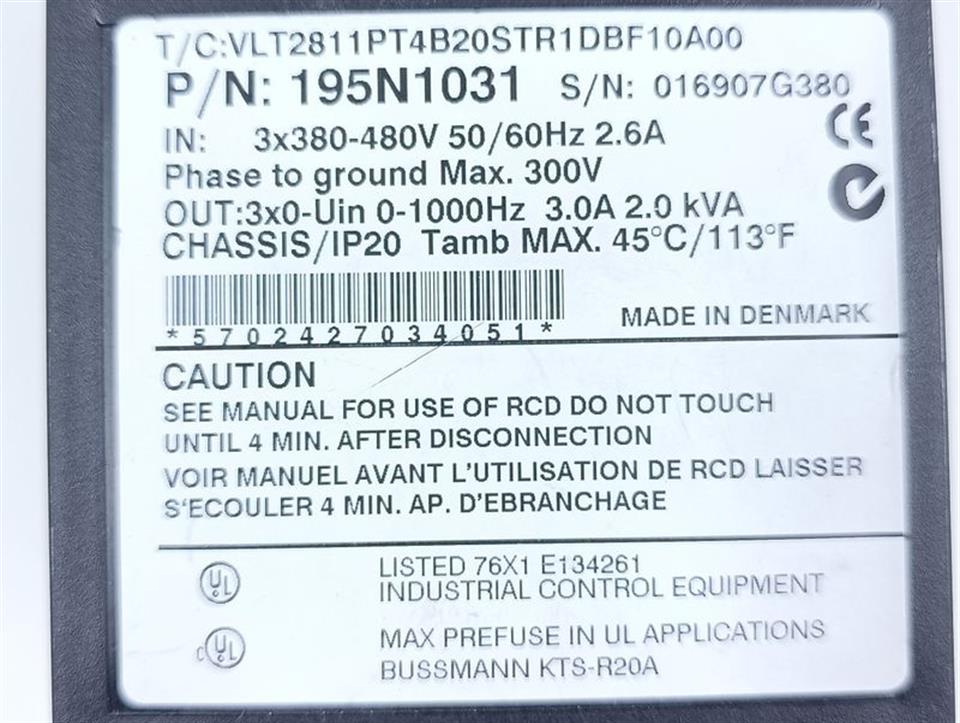 T/C:VLT2811PT4B20STR1DBF10A00
P/N: 195N1031 S/N: 016907G380
IN: 3x380-480V 50/60Hz 2.6A
CE
Phase to ground Max. 300V
OUT:3x0-Uin 0-1000Hz 3.0A 2.0 kVA
CHASSIS/IP20 Tamb MAX. 45°C/113°F
*5702427034051*
MADE IN DENMARK
CAUTION
SEE MANUAL FOR USE OF RCD DO NOT TOUCH
UNTIL 4 MIN. AFTER DISCONNECTION
VOIR MANUEL AVANT L'UTILISATION DE RCD LAISSER
S'ECOULER 4 MIN. AP. D'EBRANCHAGE
UL
LISTED 76X1 E134261
INDUSTRIAL CONTROL EQUIPMENT
c UL
MAX PREFUSE IN UL APPLICATIONS
BUSSMANN KTS-R20A